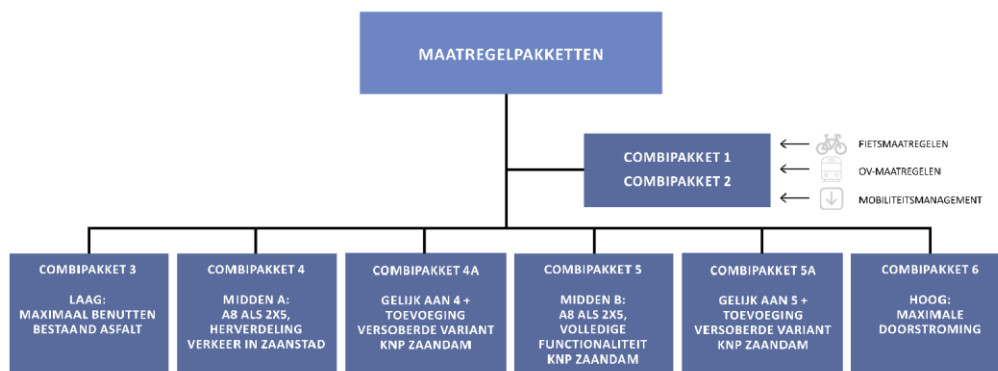 MAATREGELPAKKETTEN
COMBIPAKKET 1
COMBIPAKKET 2
FIETSMAATREGELEN
OV-MAATREGELEN
MOBILITEITSMANAGEMENT
COMBIPAKKET 3
LAAG:
MAXIMAAL BENUTTEN
BESTAAND ASFALT
COMBIPAKKET 4
MIDDEN A:
A8 ALS 2X5,
HERVERDELING
VERKEER IN ZAANSTAD
COMBIPAKKET 4A
GELIJK AAN 4 +
TOEVOEGING
VERSOBERDE VARIANT
KNP ZAANDAM
COMBIPAKKET 5
MIDDEN B:
A8 ALS 2X5,
VOLLEDIGE
FUNCTIONALITEIT
KNP ZAANDAM
COMBIPAKKET 5A
GELIJK AAN 5 +
TOEVOEGING
VERSOBERDE VARIANT
KNP ZAANDAM
COMBIPAKKET 6
HOOG:
MAXIMALE
DOORSTROMING